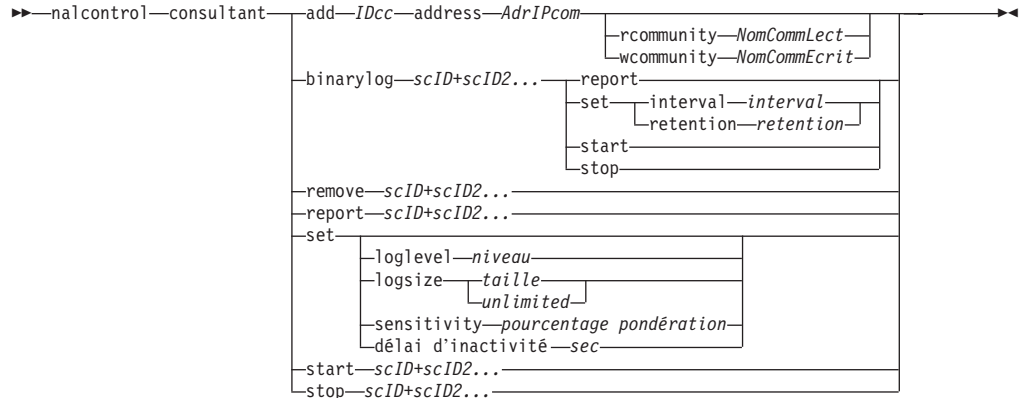 nalcontrol consultant add IDcc address AdrIPcom
rcommunity NomCommLect
wcommunity NomCommEcrit
binarylog scID+scID2... report
set interval interval
retention retention
start
stop
remove scID+scID2...
report scID+scID2...
set
loglevel niveau
logsize taille
unlimited
sensitivity pourcentage pondération
délai d'inactivité sec
start scID+scID2...
stop scID+scID2...